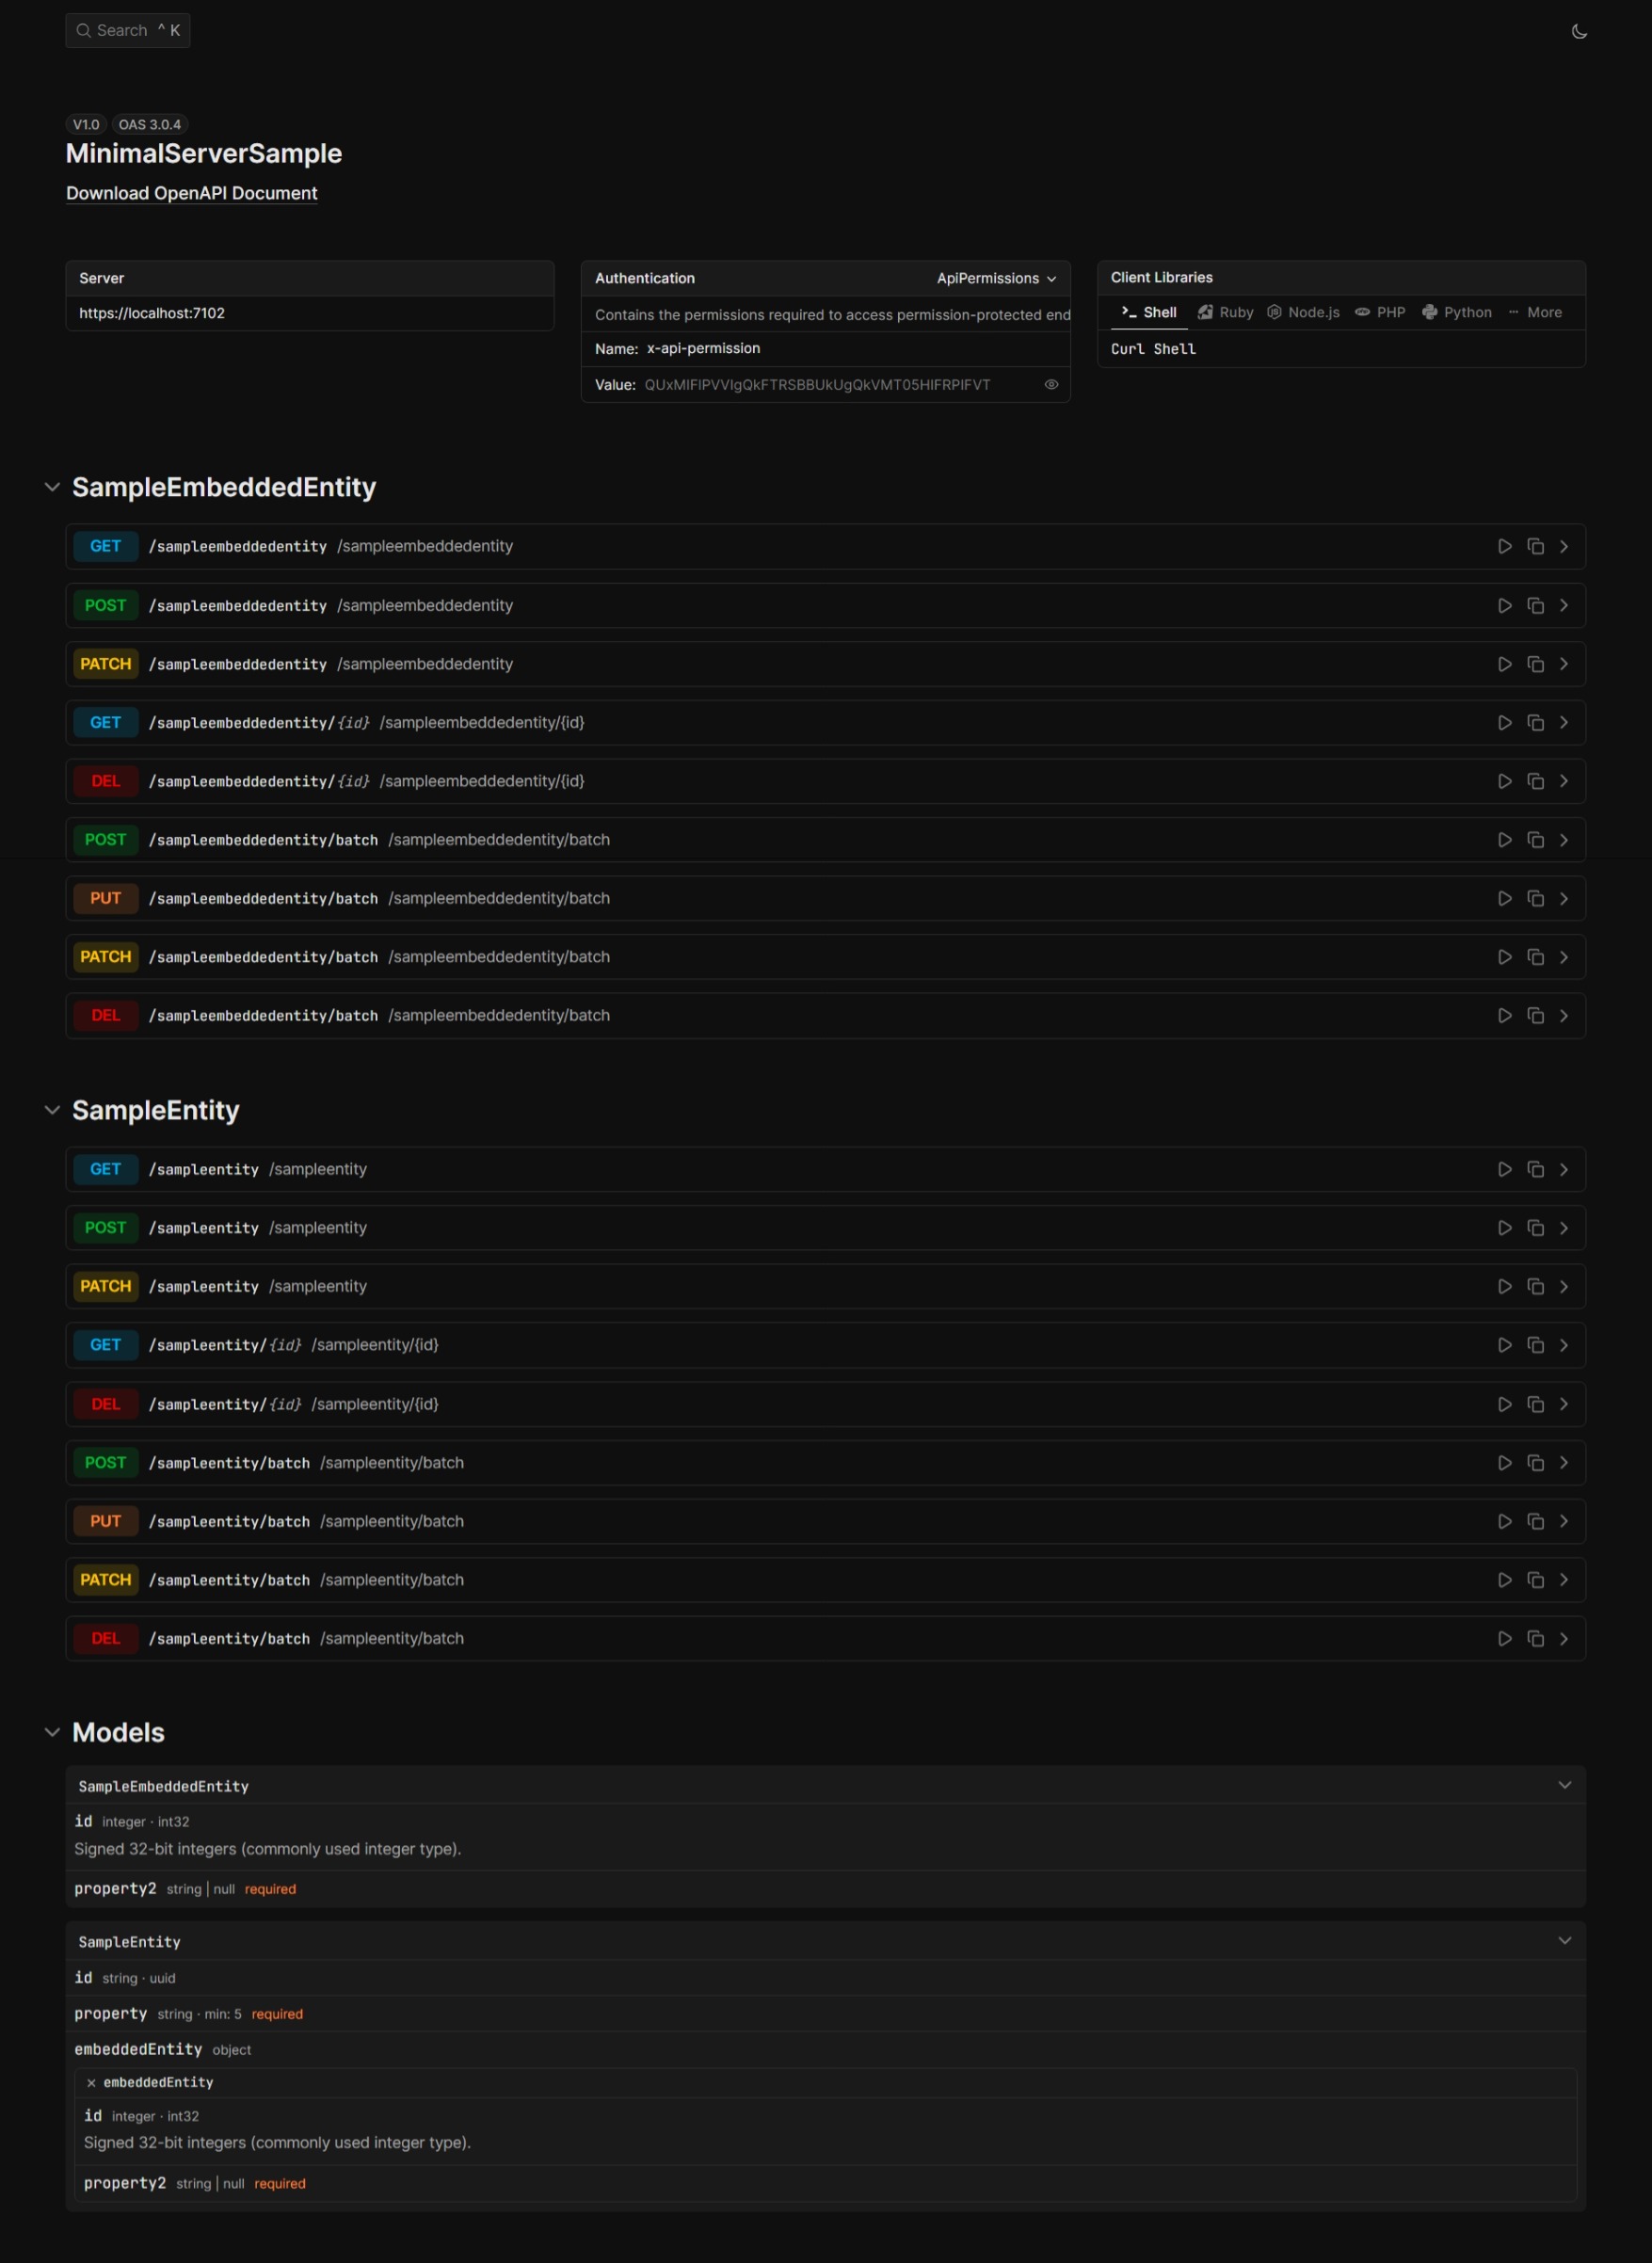 Search ^ K
V1.0 OAS 3.0.4
MinimalServerSample
Download OpenAPI Document
Server
https://localhost:7102
Authentication ApiPermissions
Contains the permissions required to access permission-protected end
Name: x-api-permission
Value: QUxMIFIPVVIgQkFTRSBBUkUgQkVMT05HIFRPIFVT
Client Libraries
Shell Ruby Node.js PHP Python ··· More
Curl Shell
SampleEmbeddedEntity
GET /sampleembeddedentity /sampleembeddedentity
POST /sampleembeddedentity /sampleembeddedentity
PATCH /sampleembeddedentity /sampleembeddedentity
GET /sampleembeddedentity/{id} /sampleembeddedentity/{id}
DEL /sampleembeddedentity/{id} /sampleembeddedentity/{id}
POST /sampleembeddedentity/batch /sampleembeddedentity/batch
PUT /sampleembeddedentity/batch /sampleembeddedentity/batch
PATCH /sampleembeddedentity/batch /sampleembeddedentity/batch
DEL /sampleembeddedentity/batch /sampleembeddedentity/batch
SampleEntity
GET /sampleentity /sampleentity
POST /sampleentity /sampleentity
PATCH /sampleentity /sampleentity
GET /sampleentity/{id} /sampleentity/{id}
DEL /sampleentity/{id} /sampleentity/{id}
POST /sampleentity/batch /sampleentity/batch
PUT /sampleentity/batch /sampleentity/batch
PATCH /sampleentity/batch /sampleentity/batch
DEL /sampleentity/batch /sampleentity/batch
Models
SampleEmbeddedEntity
id integer · int32
Signed 32-bit integers (commonly used integer type).
property2 string | null required
SampleEntity
id string · uuid
property string · min: 5 required
embeddedEntity object
× embeddedEntity
id integer · int32
Signed 32-bit integers (commonly used integer type).
property2 string | null required